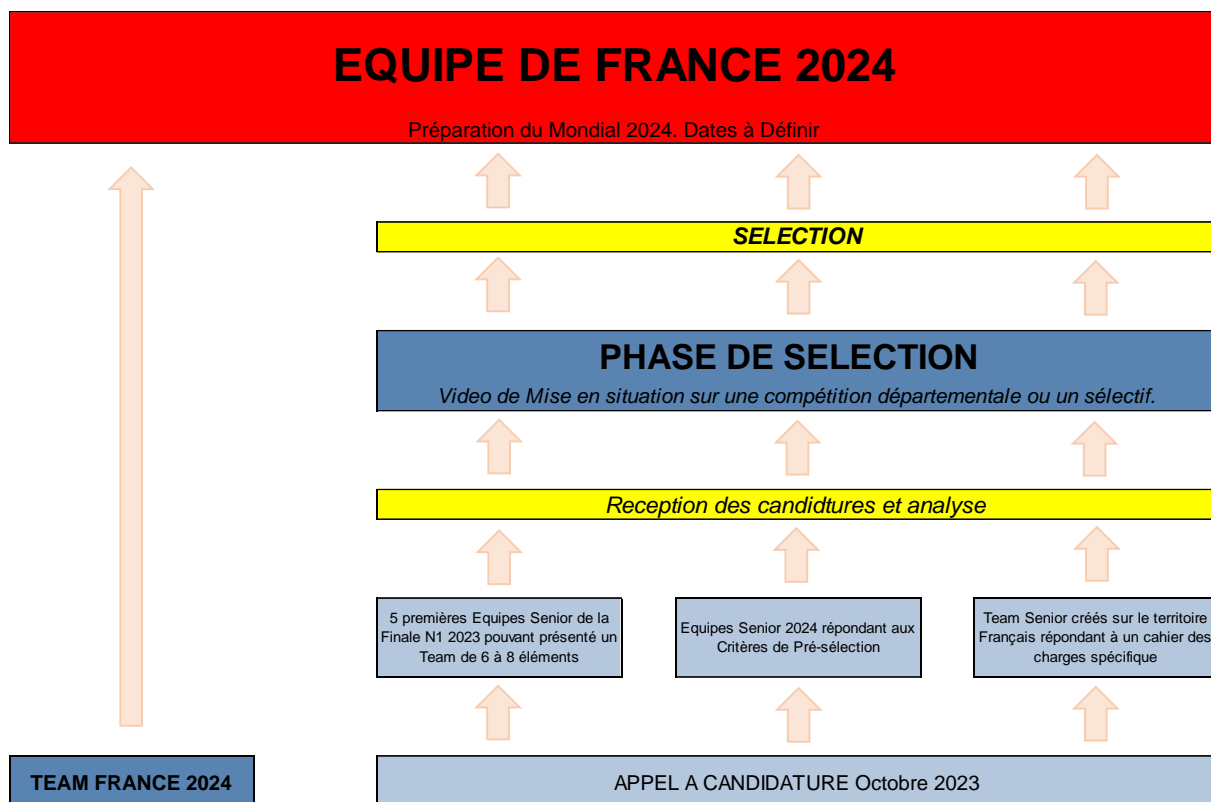 EQUIPE DE FRANCE 2024
Préparation du Mondial 2024. Dates à Définir
SELECTION
PHASE DE SELECTION
Video de Mise en situation sur une compétition départementale ou un sélectif.
Reception des candidtures et analyse
5 premières Equipes Senior de la
Finale N1 2023 pouvant présenté un
Team de 6 à 8 éléments
Equipes Senior 2024 répondant aux
Critères de Pré-sélection
Team Senior créés sur le territoire
Français répondant à un cahier des
charges spécifique
TEAM FRANCE 2024
APPEL A CANDIDATURE Octobre 2023